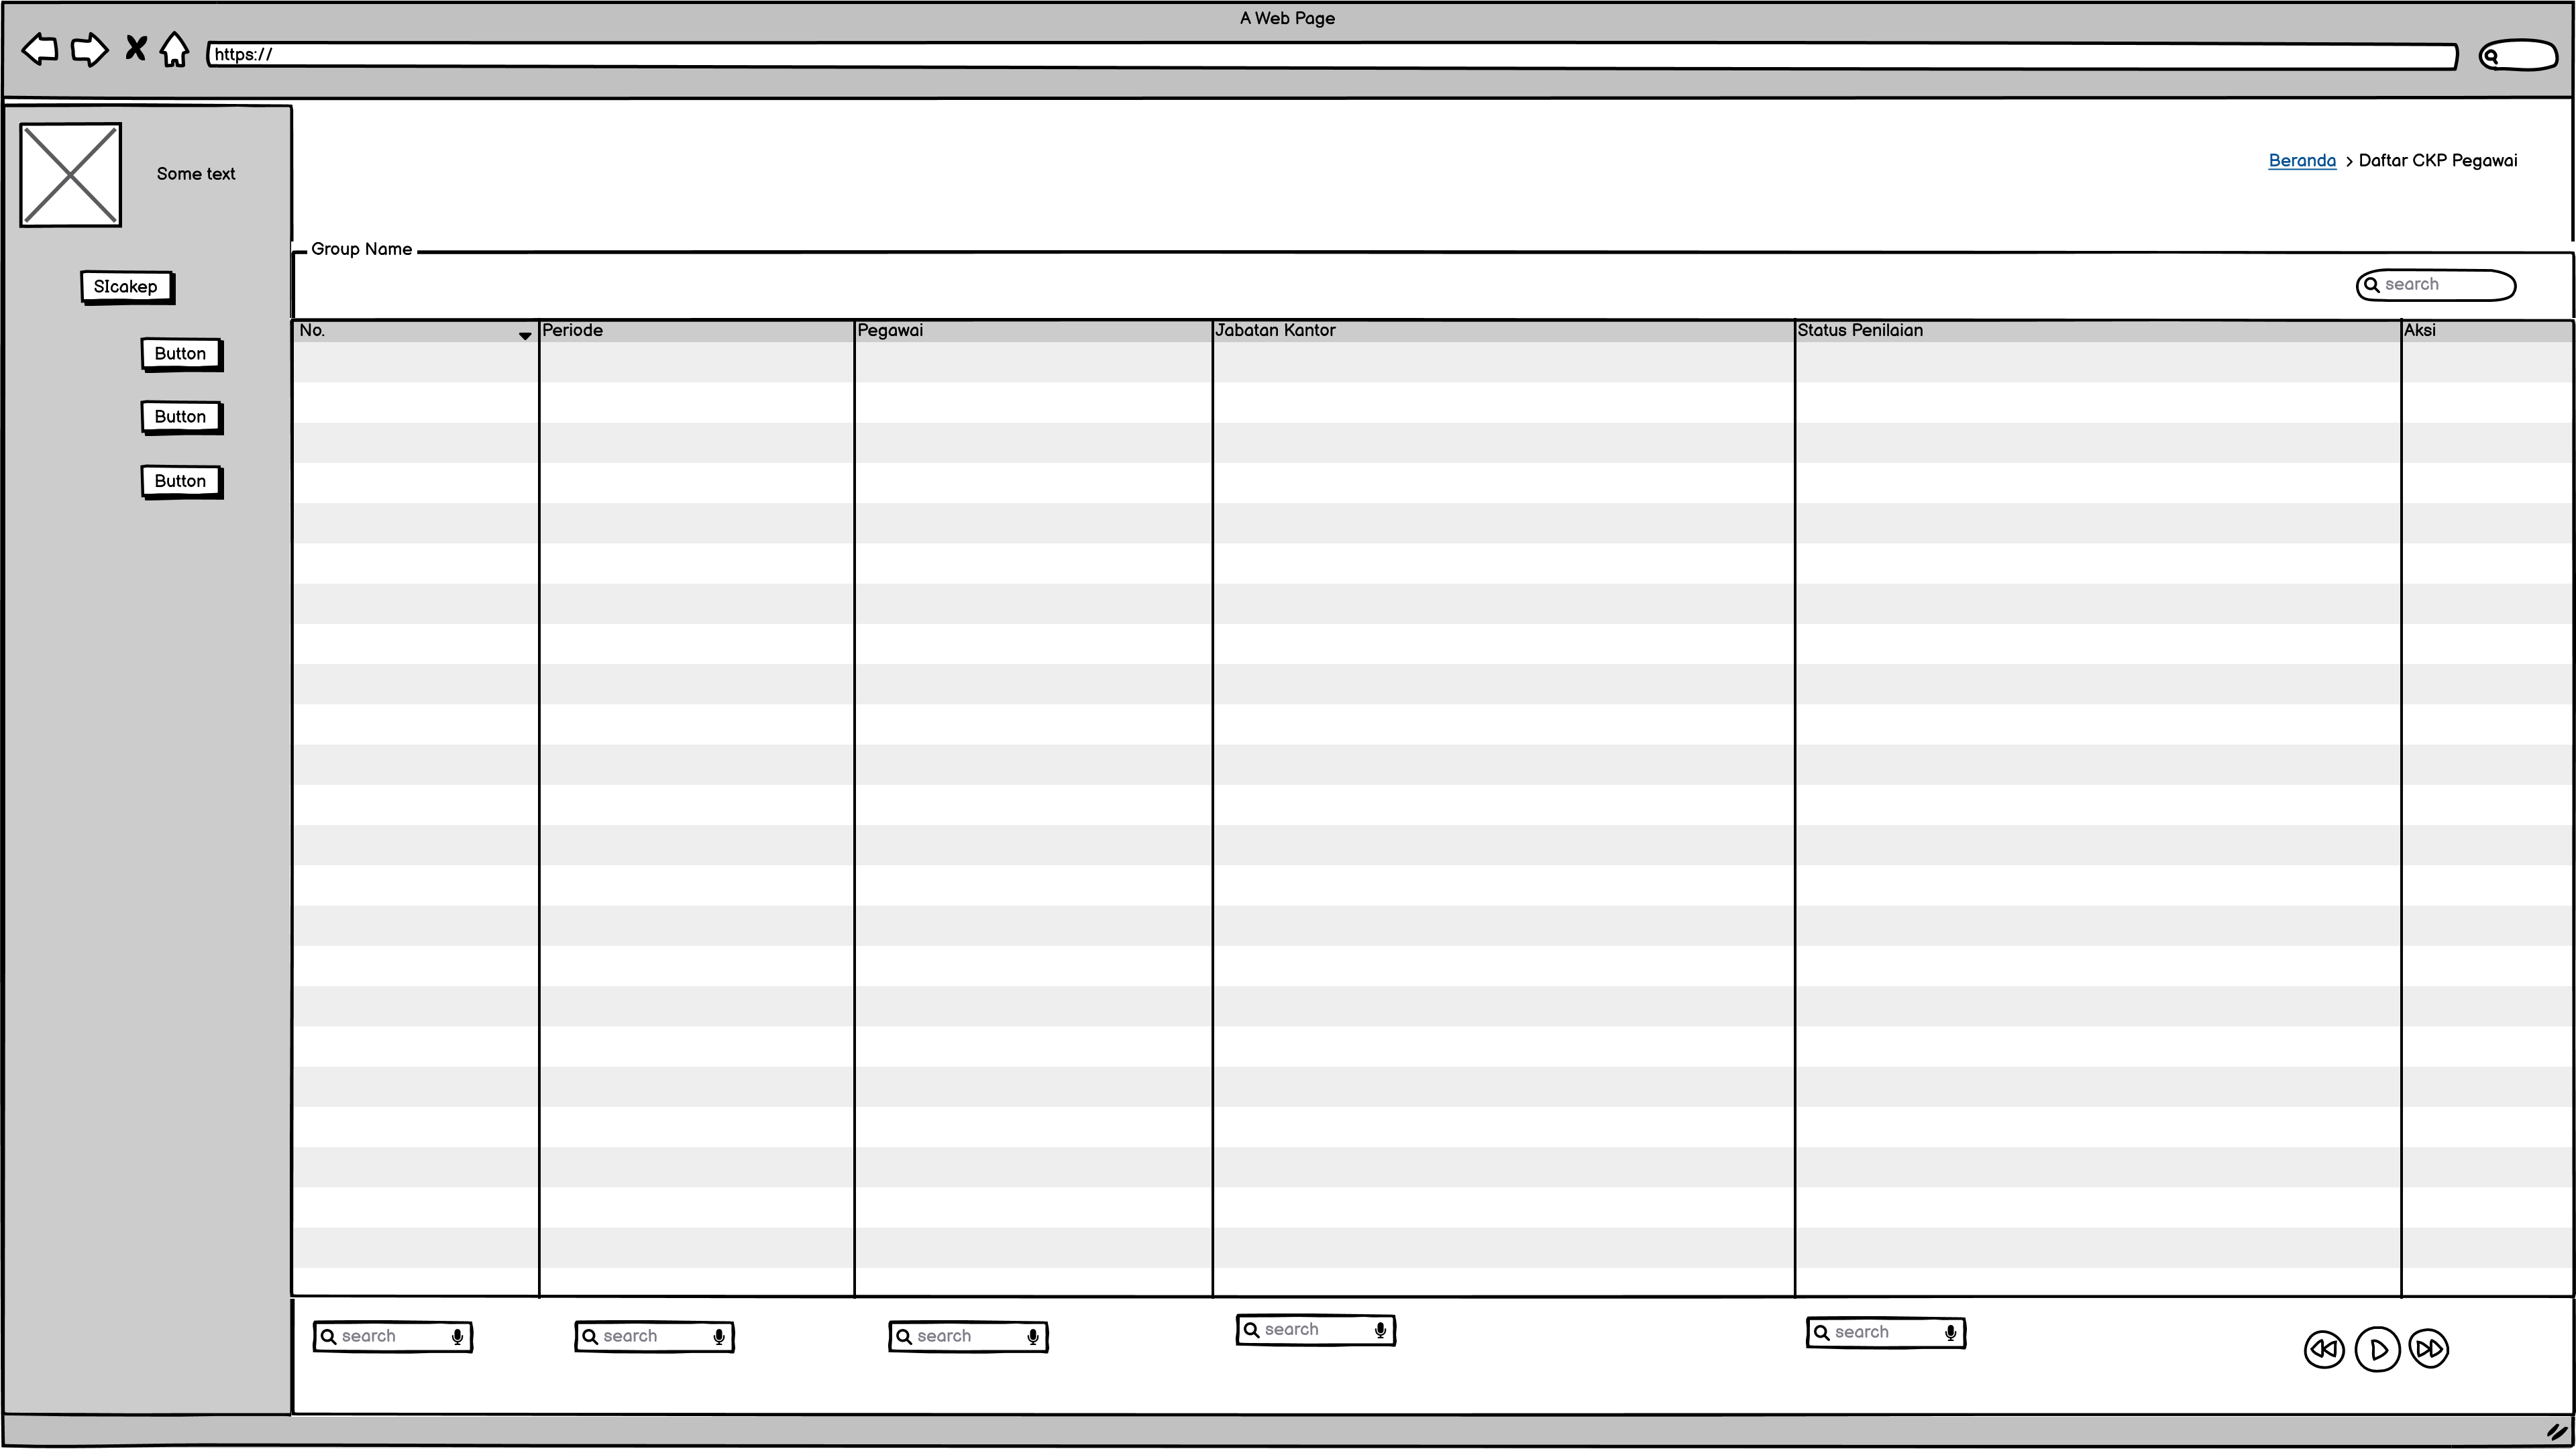 A Web Page
https://
Some text
Beranda > Daftar CKP Pegawai
Group Name
SIcakep
search
No. Periode Pegawai Jabatan Kantor Status Penilaian Aksi
Button
Button
Button
search search search search search